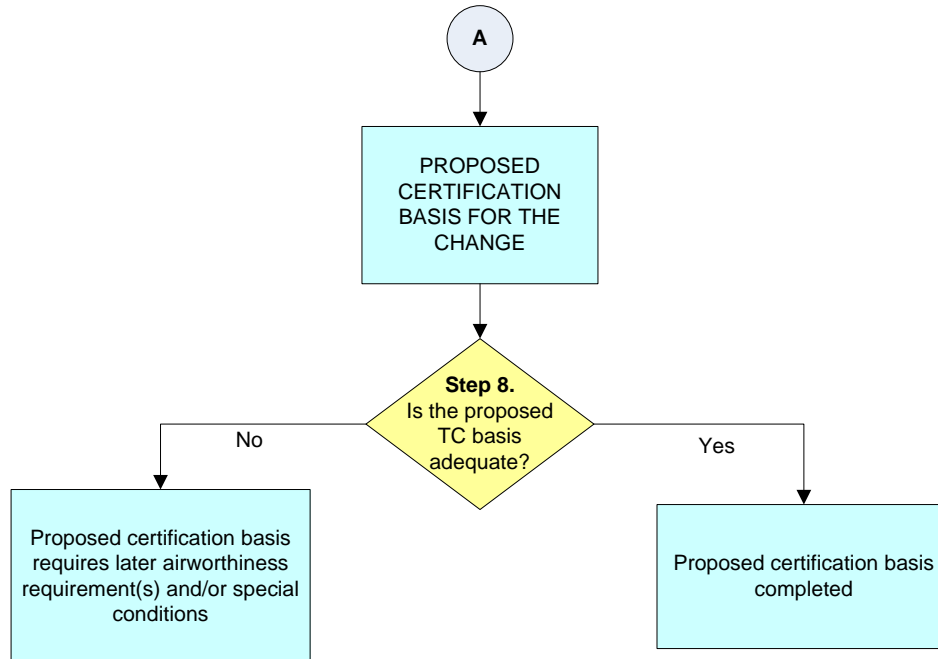 A
PROPOSED
CERTIFICATION
BASIS FOR THE
CHANGE
Step 8.
Is the proposed
TC basis
adequate?
No
Yes
Proposed certification basis
requires later airworthiness
requirement(s) and/or special
conditions
Proposed certification basis
completed